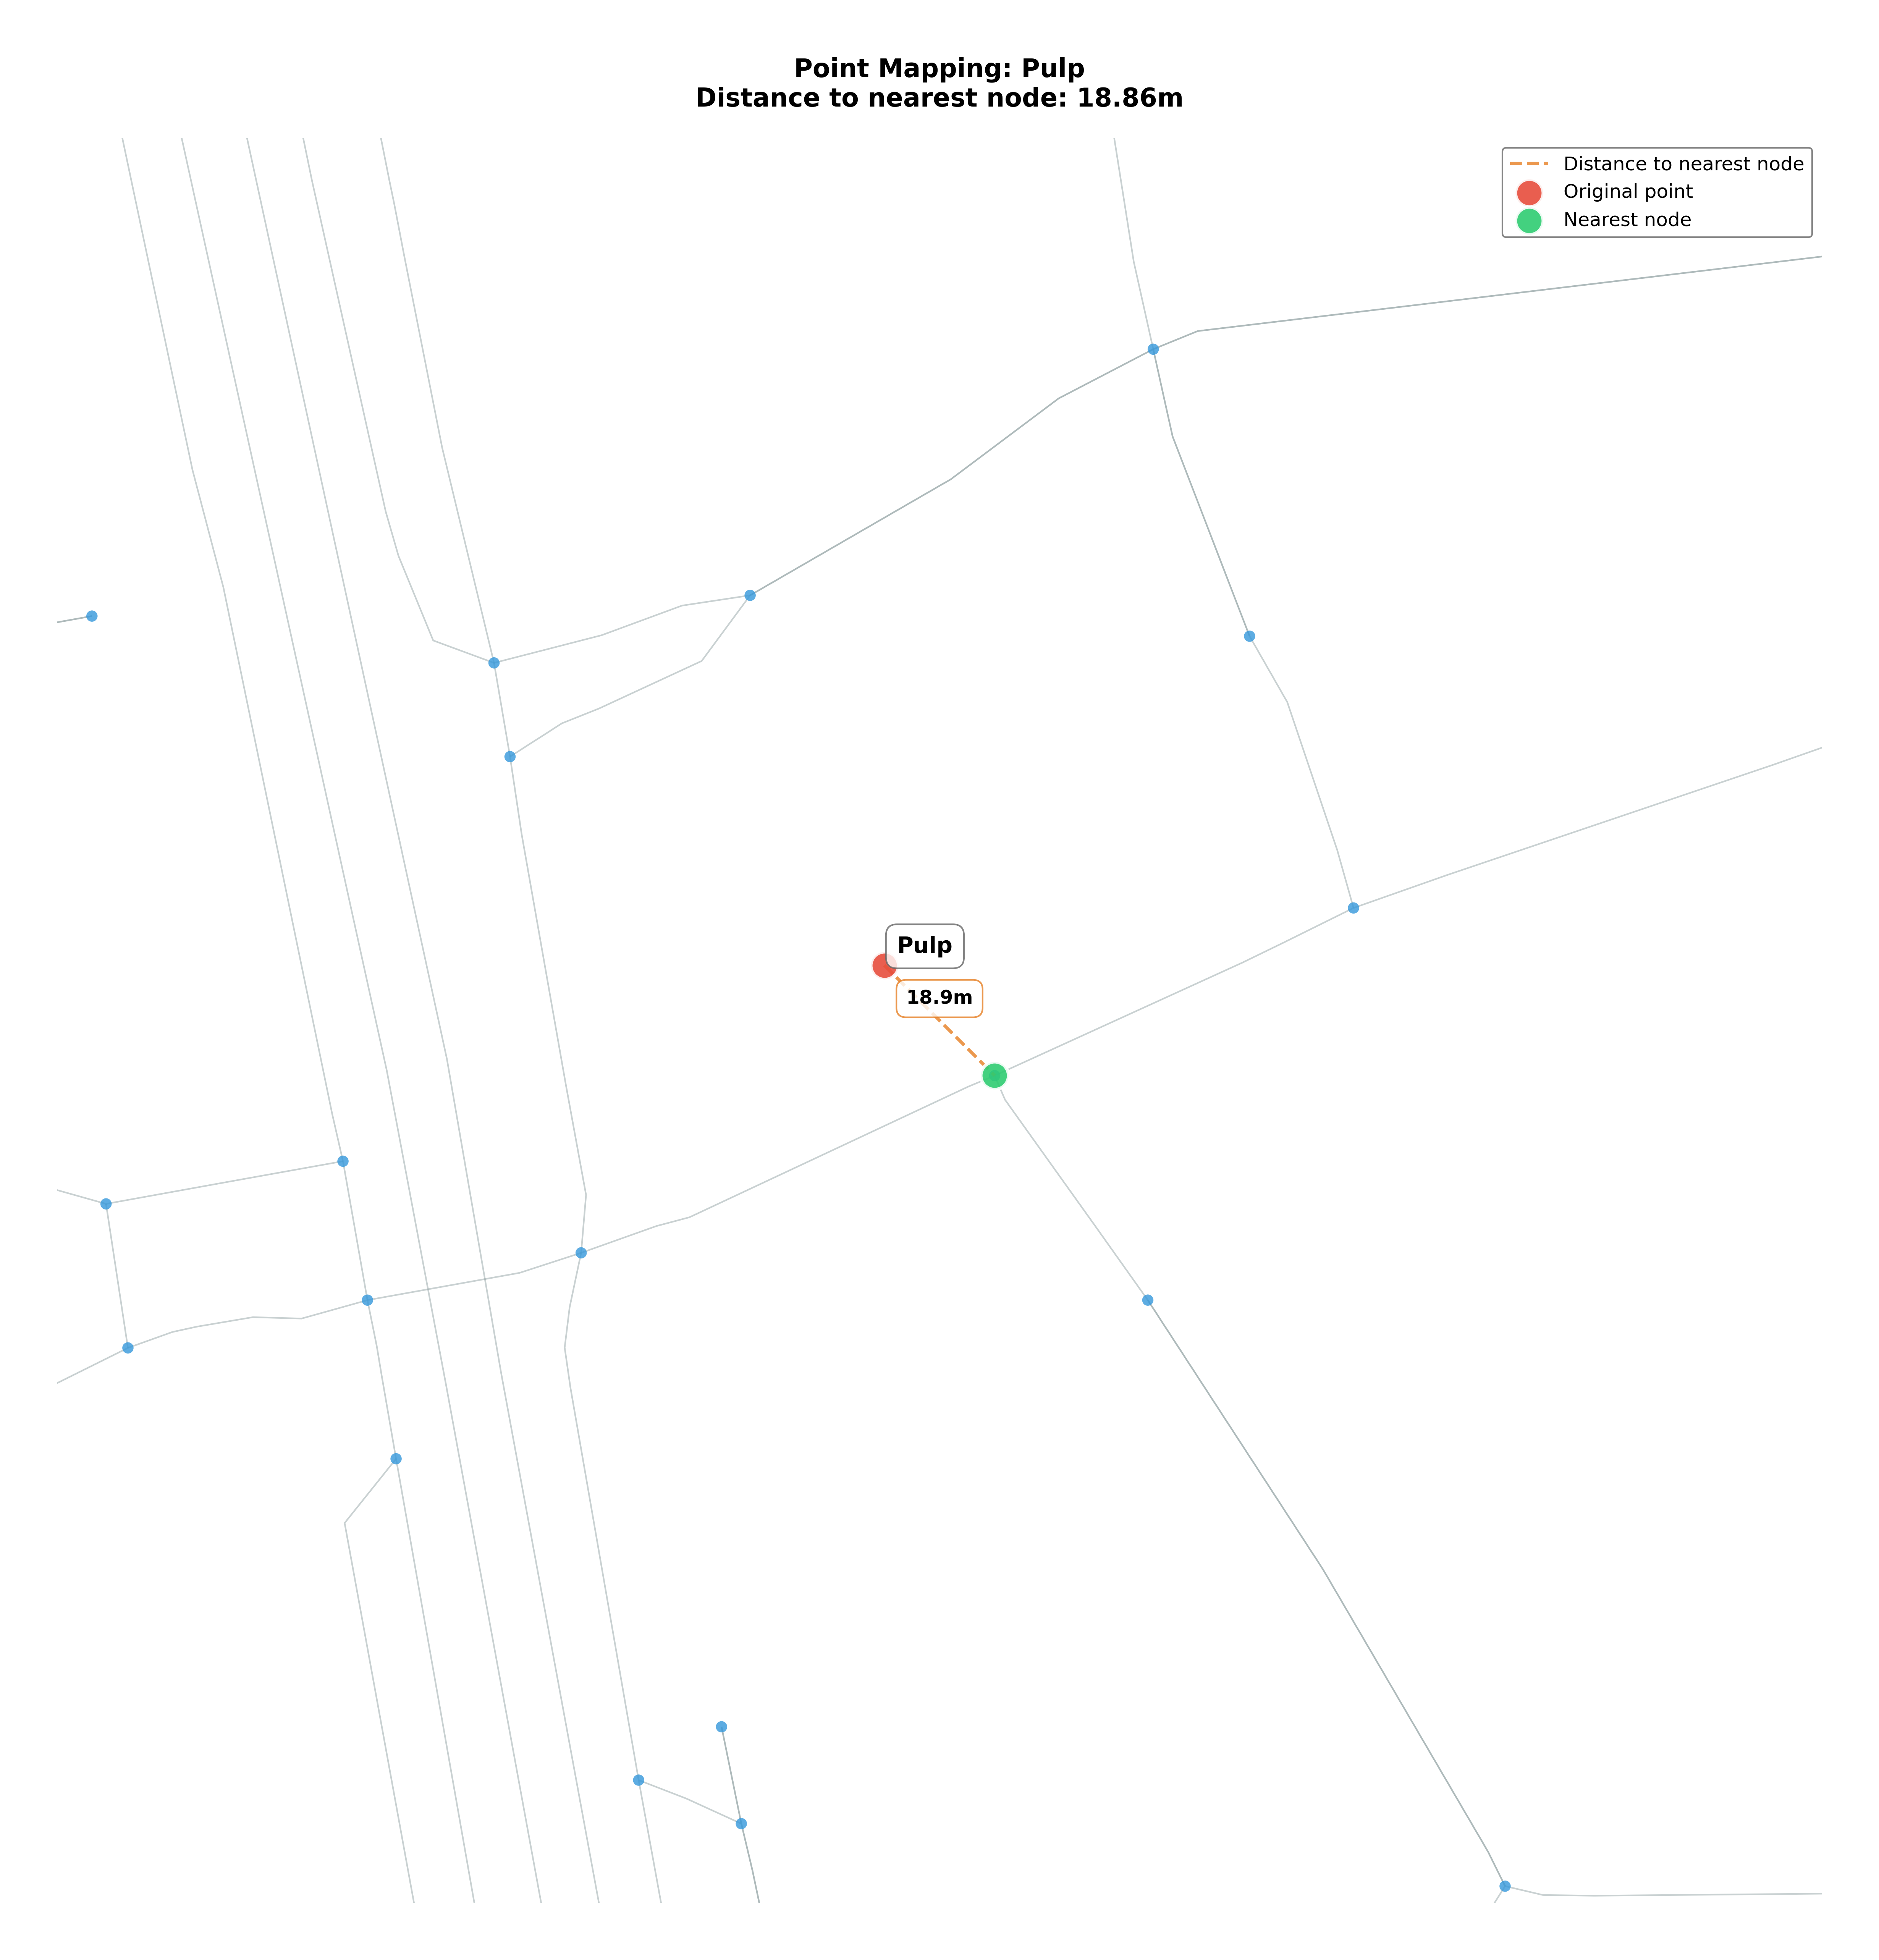 Point Mapping: Pulp
Distance to nearest node: 18.86m
Distance to nearest node
Original point
Nearest node
Pulp
18.9m